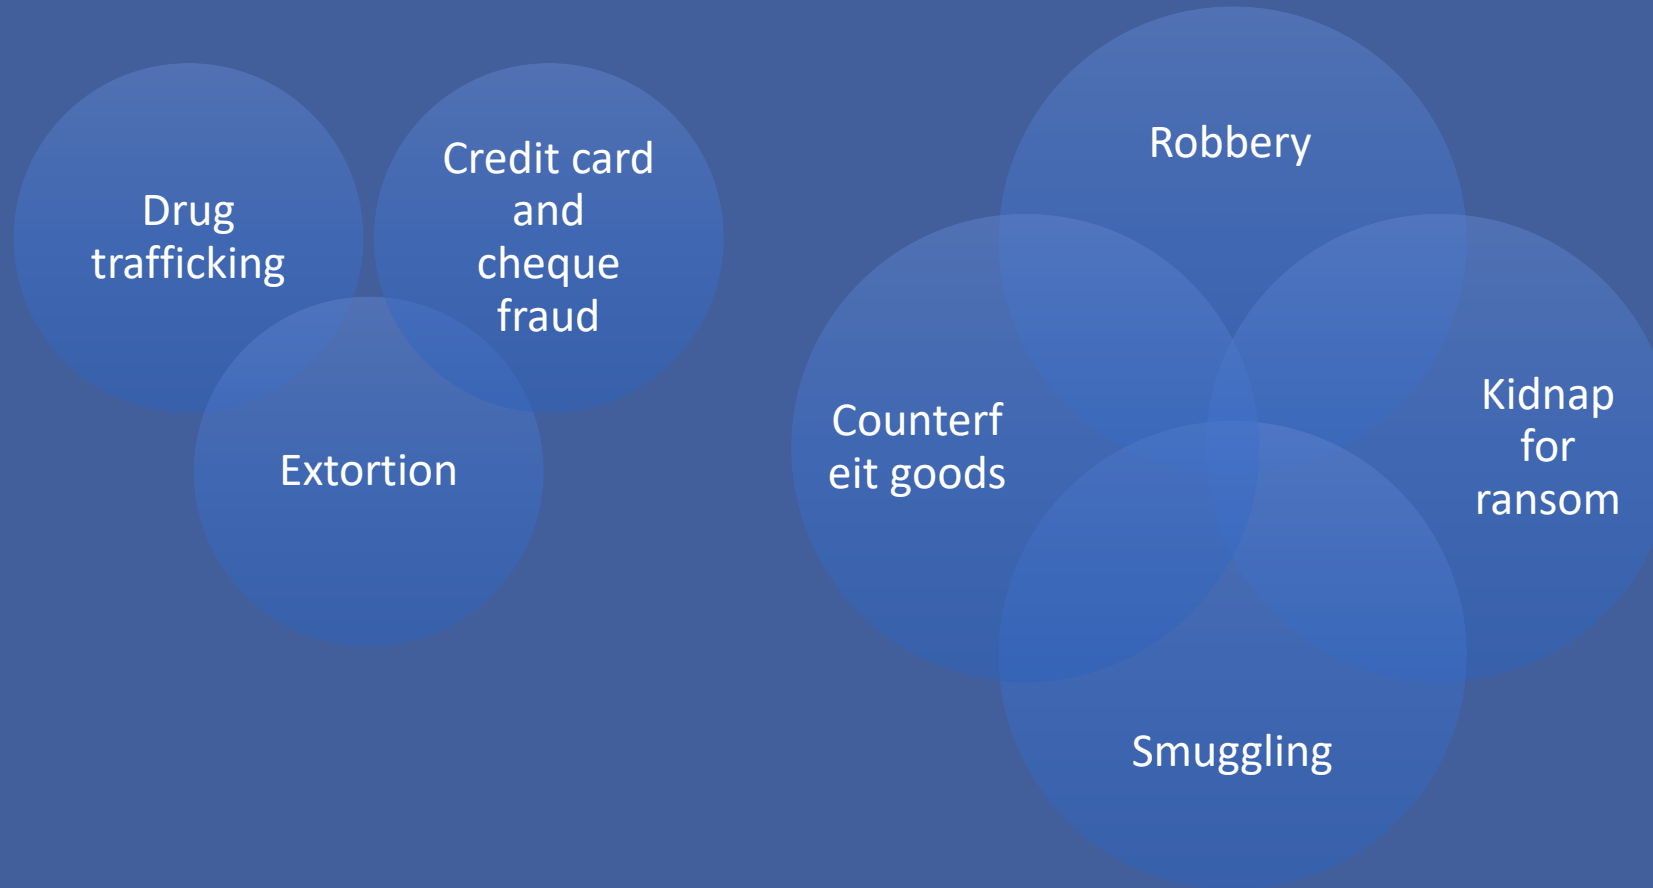 Drug
trafficking
Credit card
and
cheque
fraud
Extortion
Robbery
Counterf
eit goods
Kidnap
for
ransom
Smuggling